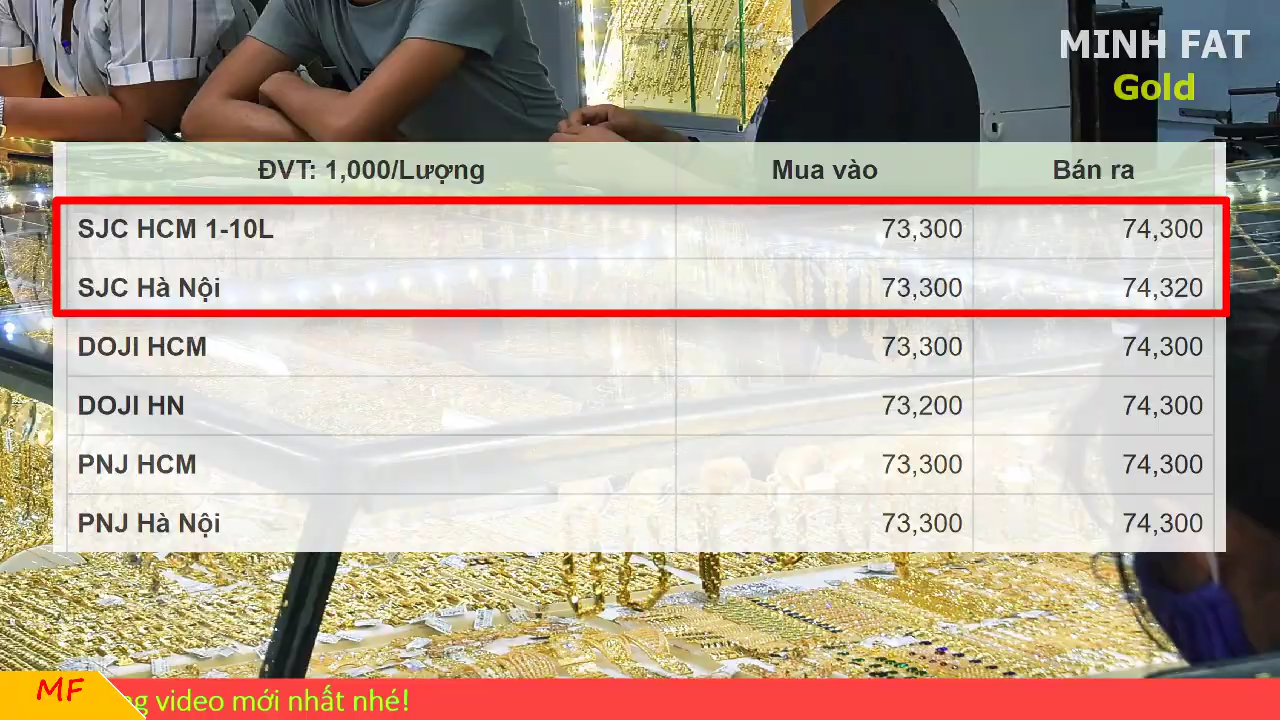 MINH FAT
Gold
ĐVT: 1,000/Lượng Mua vào Bán ra
SJC HCM 1-10L 73,300 74,300
SJC Hà Nội 73,300 74,320
DOJI HCM 73,300 74,300
DOJI HN 73,200 74,300
PNJ HCM 73,300 74,300
PNJ Hà Nội 73,300 74,300
MF video mới nhất nhé!